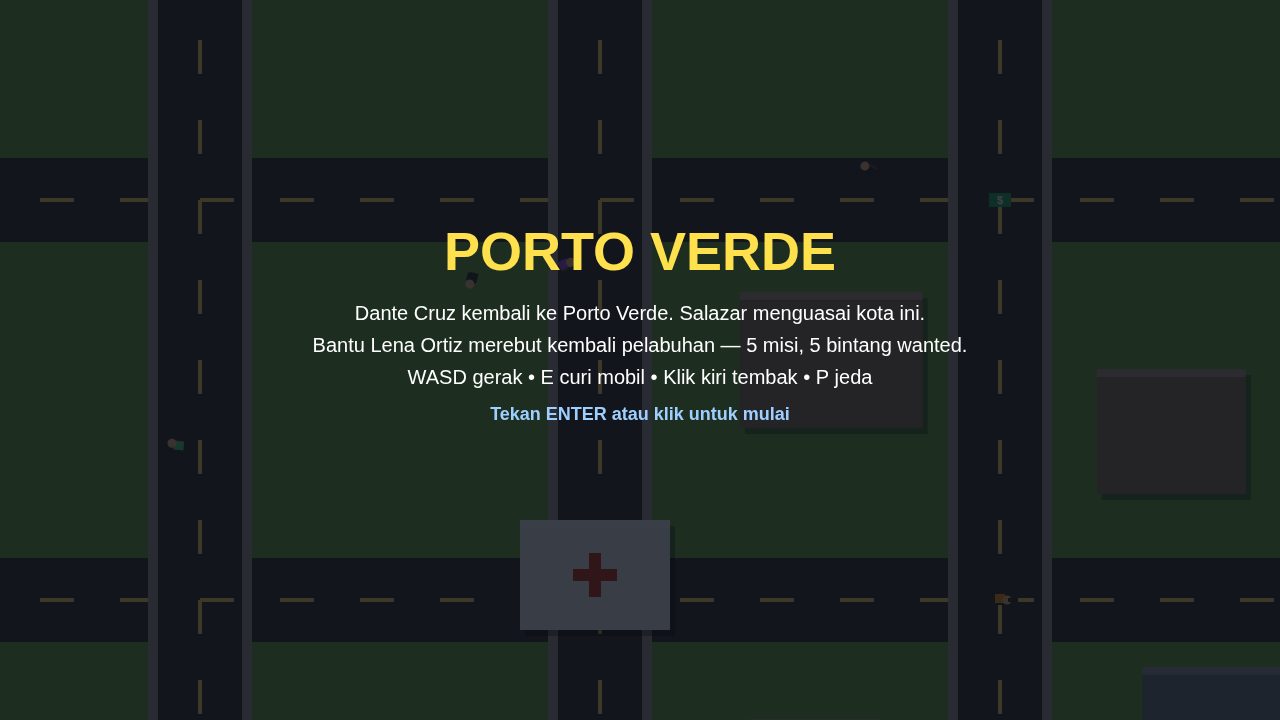 $
PORTO VERDE
Dante Cruz kembali ke Porto Verde. Salazar menguasai kota ini.
Bantu Lena Ortiz merebut kembali pelabuhan — 5 misi, 5 bintang wanted.
WASD gerak • E curi mobil • Klik kiri tembak • P jeda
Tekan ENTER atau klik untuk mulai